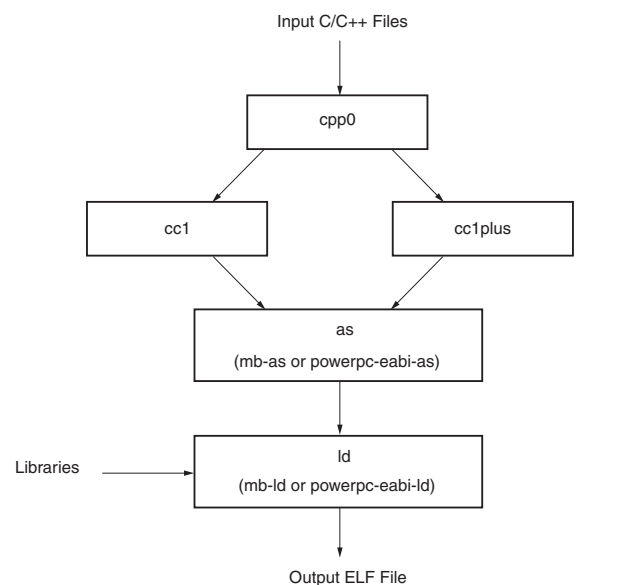 Input C/C++ Files
cpp0
cc1
cc1plus
as
(mb-as or powerpc-eabi-as)
ld
(mb-ld or powerpc-eabi-ld)
Libraries
Output ELF File